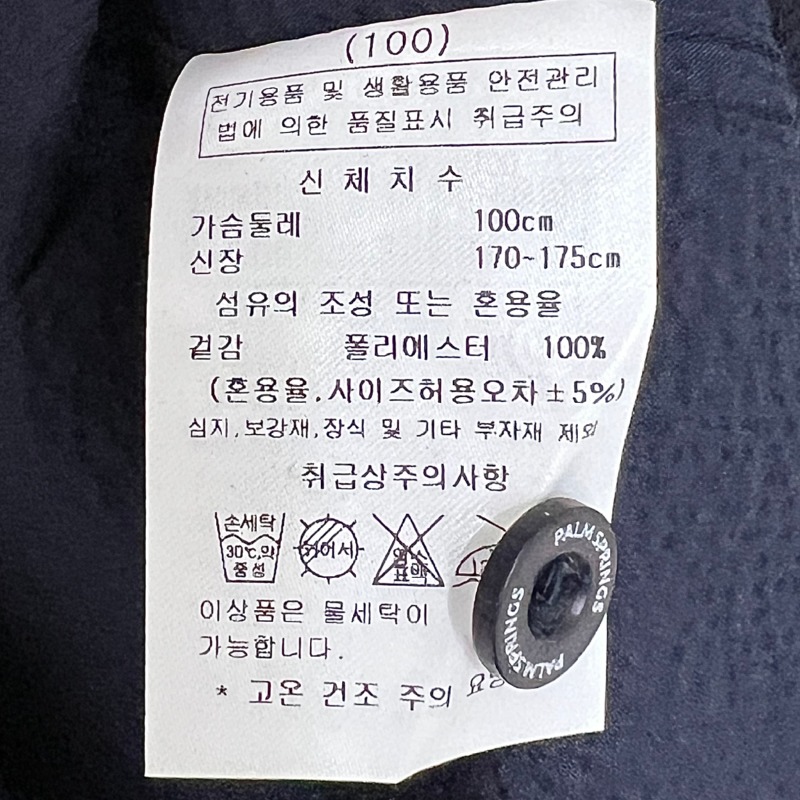 (100)
전기용품 및 생활용품 안전관리
법에 의한 품질표시 취급주의
신 체 치 수
가슴둘레 100cm
신장 170~175cm
섬유의 조성 또는 혼용율
겉감 폴리에스터 100%
(혼용율.사이즈허용오차±5%)
심지,보강재,장식 및 기타 부자재 제외
취급상주의사항
손세탁
30℃,약
중성
염소
표백
이상품은 물세탁이
가능합니다.
* 고온 건조 주의
PALM SPRINGS
PALM SPRINGS